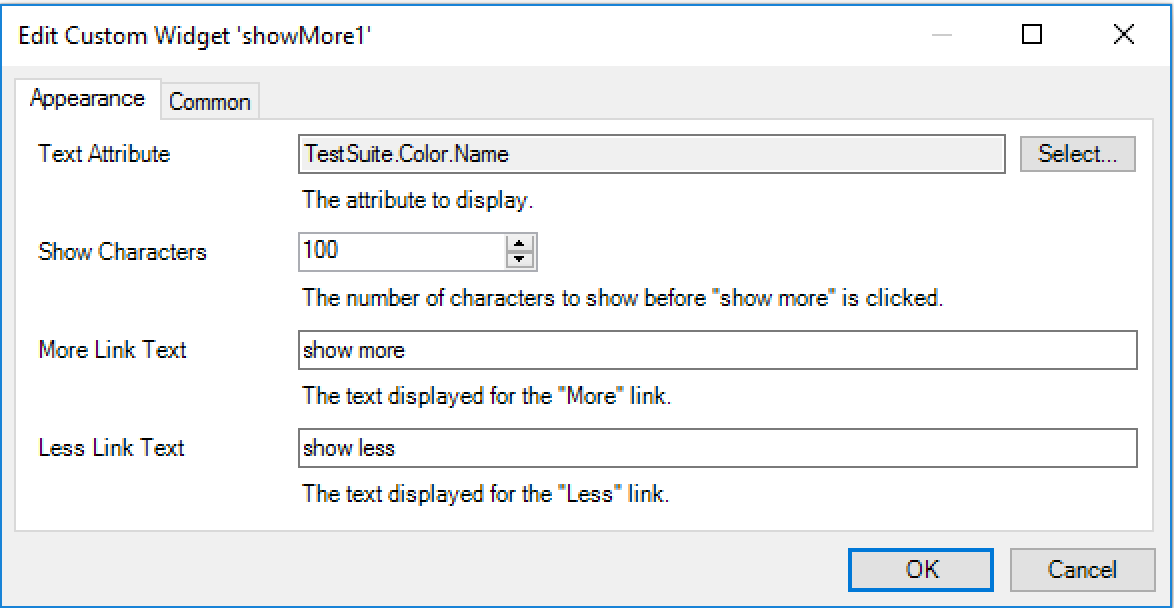 Edit Custom Widget 'showMore1'
Appearance
Common
Text Attribute
TestSuite.Color.Name
Select...
The attribute to display.
Show Characters
100
The number of characters to show before "show more" is clicked.
More Link Text
show more
The text displayed for the "More" link.
Less Link Text
show less
The text displayed for the "Less" link.
OK
Cancel